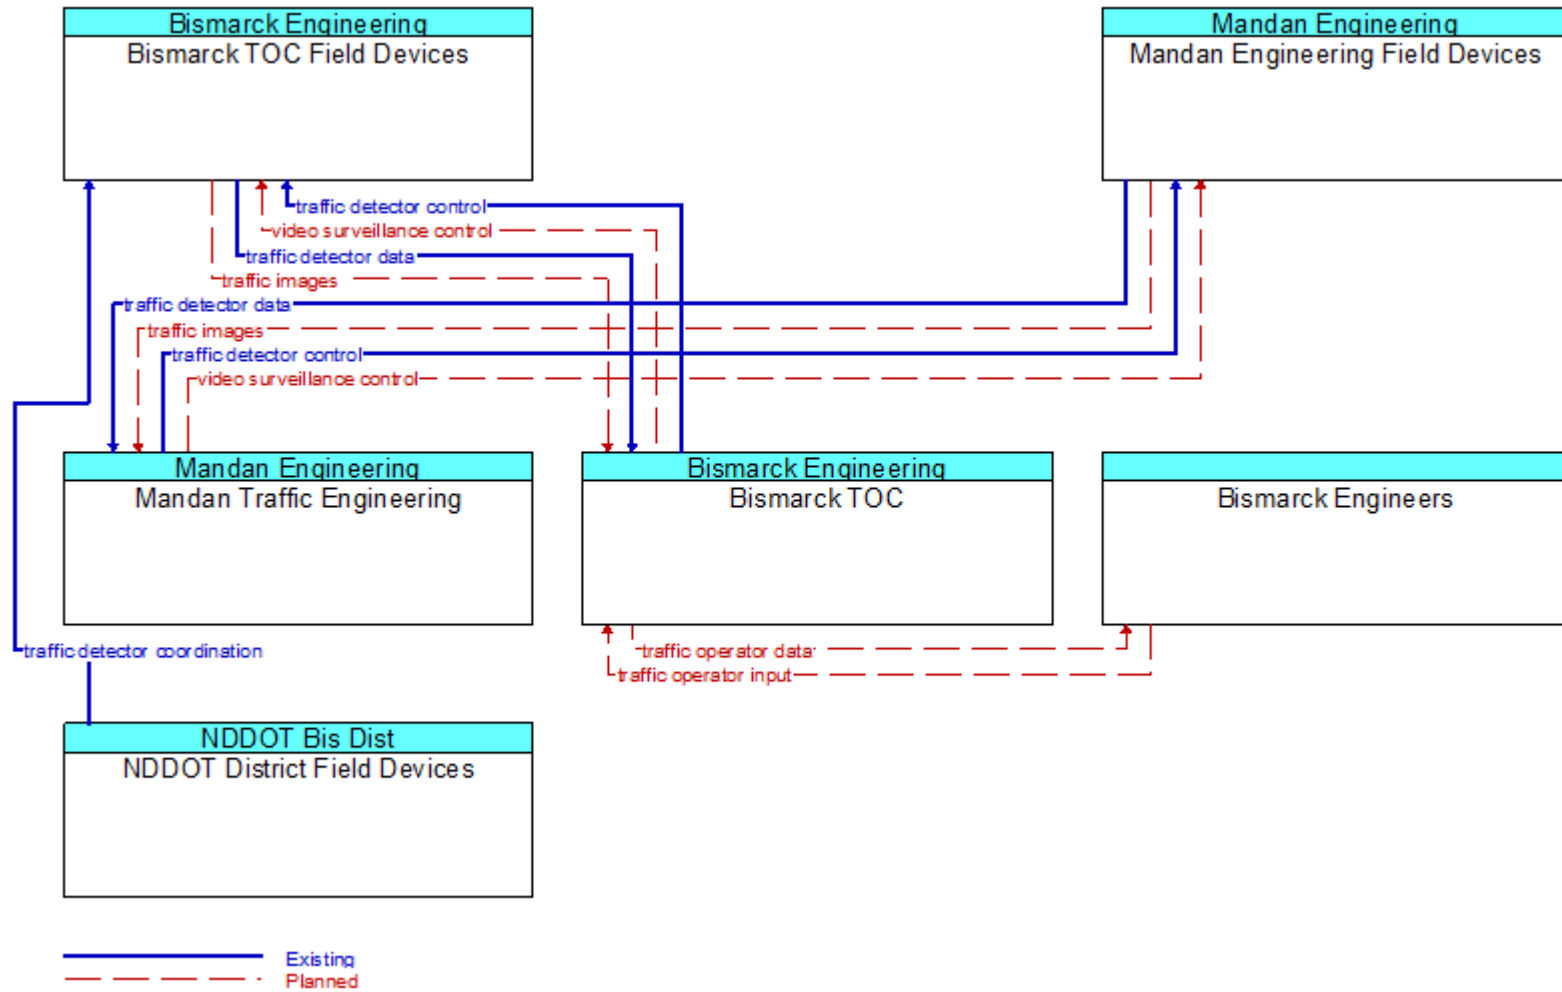 Bismarck Engineering
Bismarck TOC Field Devices
Mandan Engineering
Mandan Engineering Field Devices
traffic detector control
video surveillance control
traffic detector data
traffic images
traffic detector data
traffic images
traffic detector control
video surveillance control
Mandan Engineering
Mandan Traffic Engineering
Bismarck Engineering
Bismarck TOC
Bismarck Engineers
traffic detector coordination
traffic operator data
traffic operator input
NDDOT Bis Dist
NDDOT District Field Devices
Existing
Planned